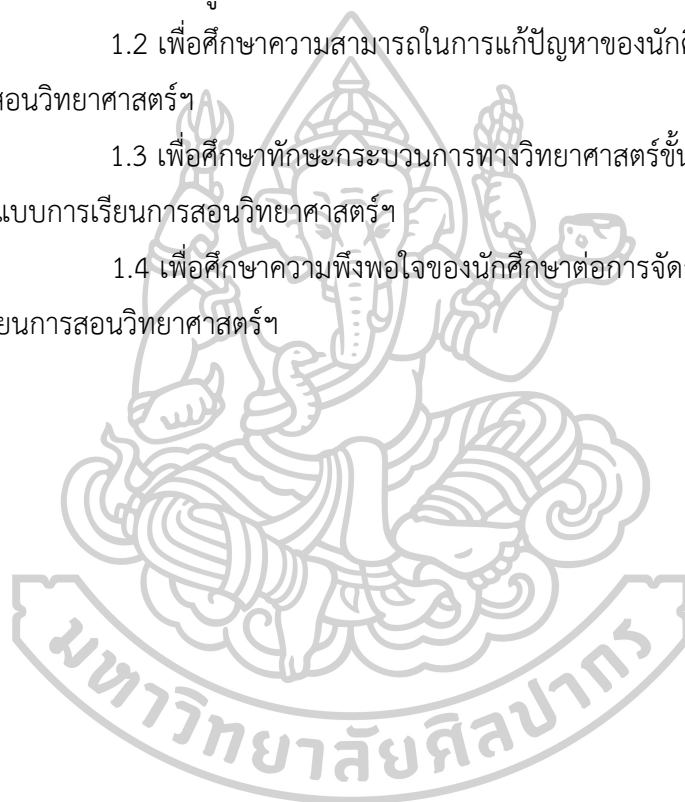 1.2 เพื่อศึกษาความสามารถในการแก้ปัญหาของนัก
สอนวิทยาศาสตร์ฯ
1.3 เพื่อศึกษาทักษะกระบวนการทางวิทยาศาสตร์ขั้น
แบบการเรียนการสอนวิทยาศาสตร์ฯ
1.4 เพื่อศึกษาความพึงพอใจของนักศึกษาต่อการจัด
ยนการสอนวิทยาศาสตร์ฯ
มหาวิทยาลัยศิลปากร